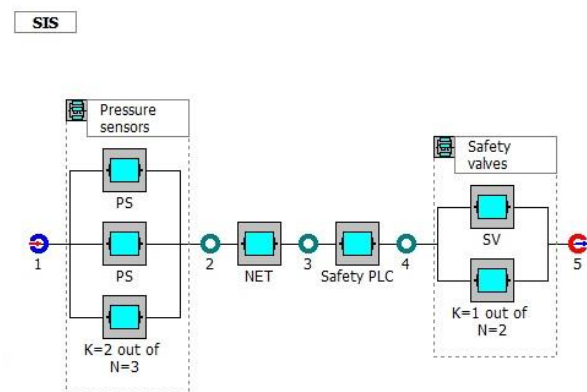 SIS
Pressure
sensors
PS
PS
K=2 out of
N=3
1
2
NET
3
Safety PLC
4
Safety
valves
SV
K=1 out of
N=2
5